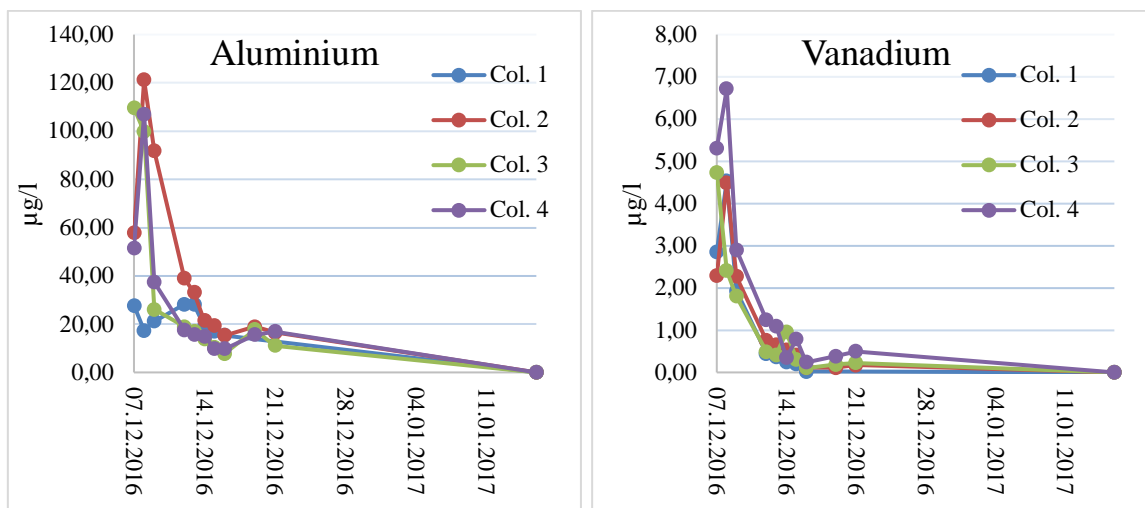 Aluminium
140,00
120,00
100,00
80,00
60,00
40,00
20,00
0,00
µg/l
Col. 1
Col. 2
Col. 3
Col. 4
07.12.2016
14.12.2016
21.12.2016
28.12.2016
04.01.2017
11.01.2017
Vanadium
8,00
7,00
6,00
5,00
4,00
3,00
2,00
1,00
0,00
µg/l
Col. 1
Col. 2
Col. 3
Col. 4
07.12.2016
14.12.2016
21.12.2016
28.12.2016
04.01.2017
11.01.2017